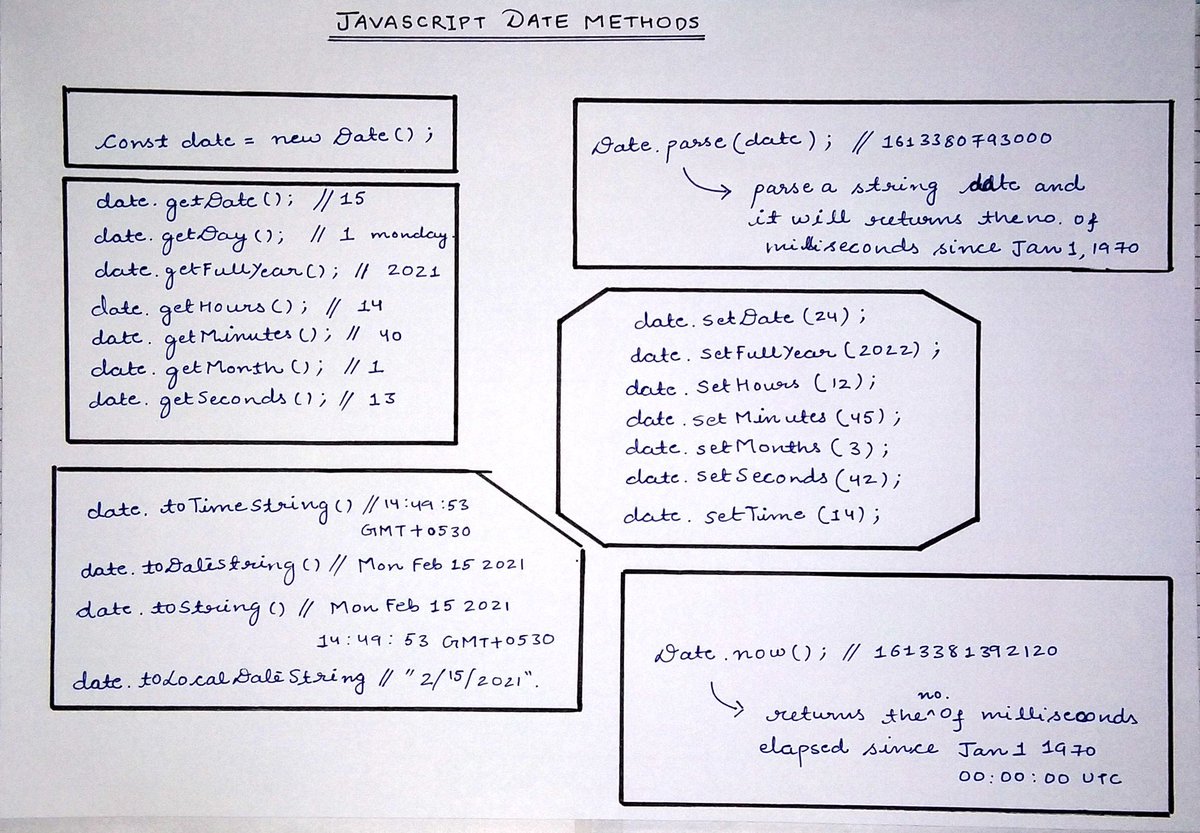 JAVASCRIPT DATE METHODS
Const date = new Date();
date.getDate(); // 15
date.getDay(); // 1 monday.
date.getFullYear(); // 2021
date.getHours(); // 14
date.getMinutes(); // 40
date.getMonth(); // 1
date.getSeconds(); // 13
date.toTimeString() // 14:49:53
GMT+0530
date.toDateString() // Mon Feb 15 2021
date.toString() // Mon Feb 15 2021
14:49:53 GMT+0530
date.toLocalDateString // "2/15/2021".
Date.parse(date); // 1613380793000
parse a string date and
it will returns the no. of
milliseconds since Jan 1, 1970
date.setDate(24);
date.setFullYear(2022);
date.SetHours(12);
date.setMinutes(45);
date.setMonths(3);
date.setSeconds(42);
date.setTime(14);
Date.now(); // 1613381392120
returns the no. of milliseconds
elapsed since Jan 1 1970
00:00:00 UTC